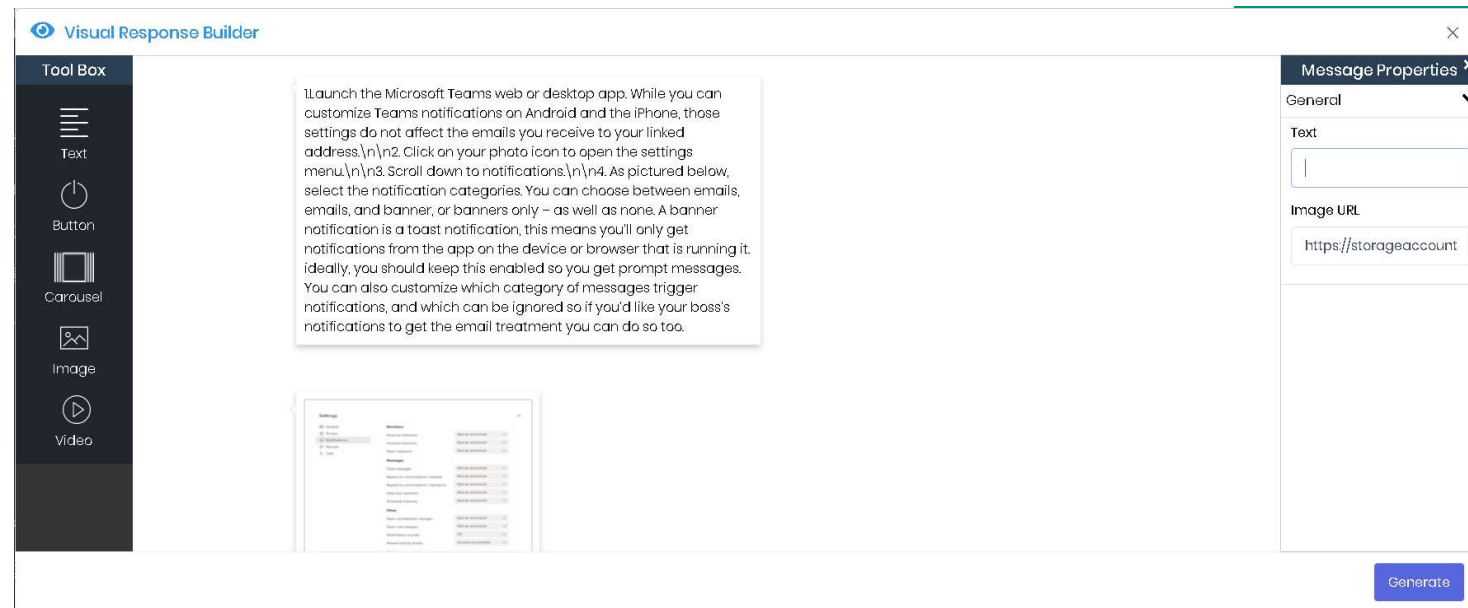 Visual Response Builder
Tool Box
Text
Button
Carousel
Image
Video
1.Launch the Microsoft Teams web or desktop app. While you can
customize Teams notifications on Android and the iPhone, those
settings do not affect the emails you receive to your linked
address.\n\n2. Click on your photo icon to open the settings
menu.\n\n3. Scroll down to notifications.\n\n4. As pictured below,
select the notification categories. You can choose between emails,
emails, and banner, or banners only – as well as none. A banner
notification is a toast notification, this means you'll only get
notifications from the app on the device or browser that is running it.
ideally, you should keep this enabled so you get prompt messages.
You can also customize which category of messages trigger
notifications, and which can be ignored so if you'd like your boss's
notifications to get the email treatment you can do so too.
Settings
Message Properties
General
Text
Image URL
https://storageaccount
Generate